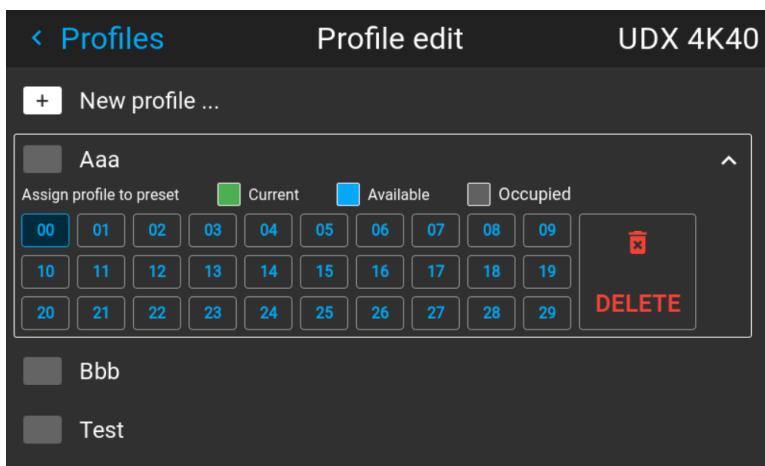 Profiles Profile edit UDX 4K40
+ New profile ...
Aaa
Assign profile to preset Current Available Occupied
00 01 02 03 04 05 06 07 08 09
10 11 12 13 14 15 16 17 18 19
20 21 22 23 24 25 26 27 28 29
DELETE
Bbb
Test